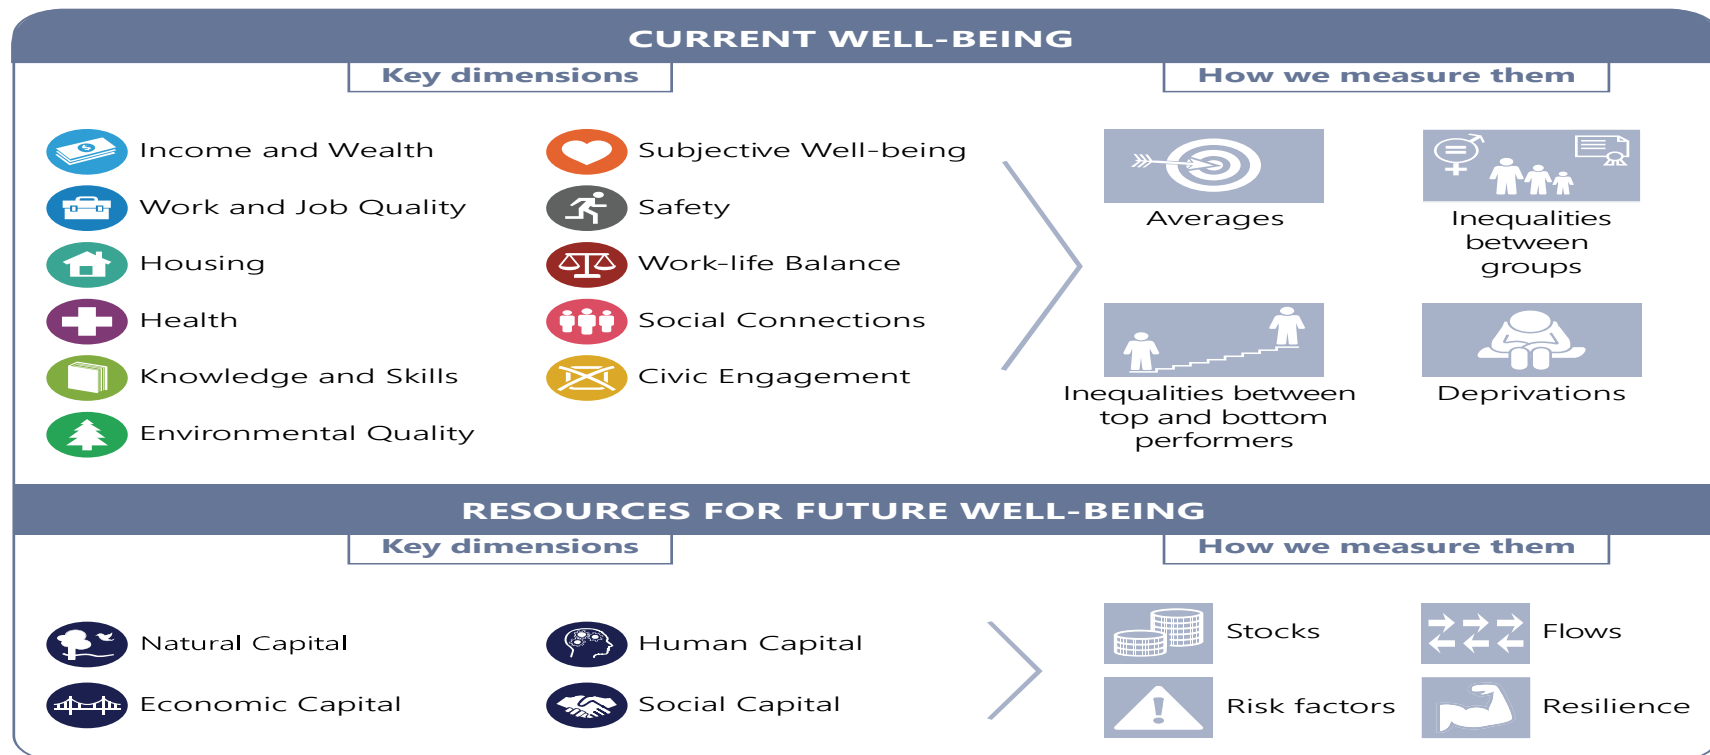 CURRENT WELL-BEING
Key dimensions
How we measure them
Income and Wealth
Work and Job Quality
Housing
Health
Knowledge and Skills
Environmental Quality
Subjective Well-being
Safety
Work-life Balance
Social Connections
Civic Engagement
Averages
Inequalities
between
groups
Inequalities between
top and bottom
performers
Deprivations
RESOURCES FOR FUTURE WELL-BEING
Key dimensions
How we measure them
Natural Capital
Economic Capital
Human Capital
Social Capital
Stocks
Flows
Risk factors
Resilience